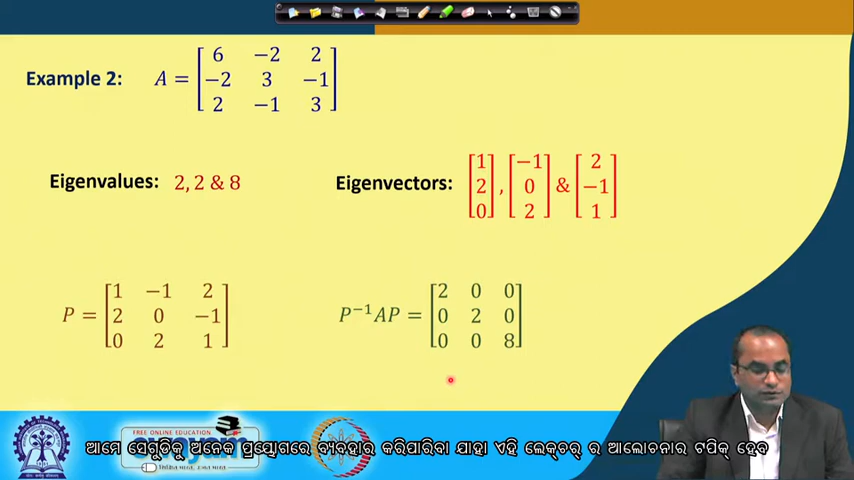 Example 2: A = [6 −2 2; −2 3 −1; 2 −1 3]
Eigenvalues: 2, 2 & 8
Eigenvectors: [1 2 0], [−1 0 2] & [2 −1 1]
P = [1 −1 2; 2 0 −1; 0 2 1]
P⁻¹AP = [2 0 0; 0 2 0; 0 0 8]
FREE ONLINE EDUCATION
swayam
ଆମେ ସେଗୁଡିକୁ ଅନେକ ପ୍ରୟୋଗରେ ବ୍ୟବହାର କରିପାରିବା ଯାହା ଏହି ଲେକ୍ଚର୍ ର ଆଲୋଚନାର ଟପିକ୍ ହେବ